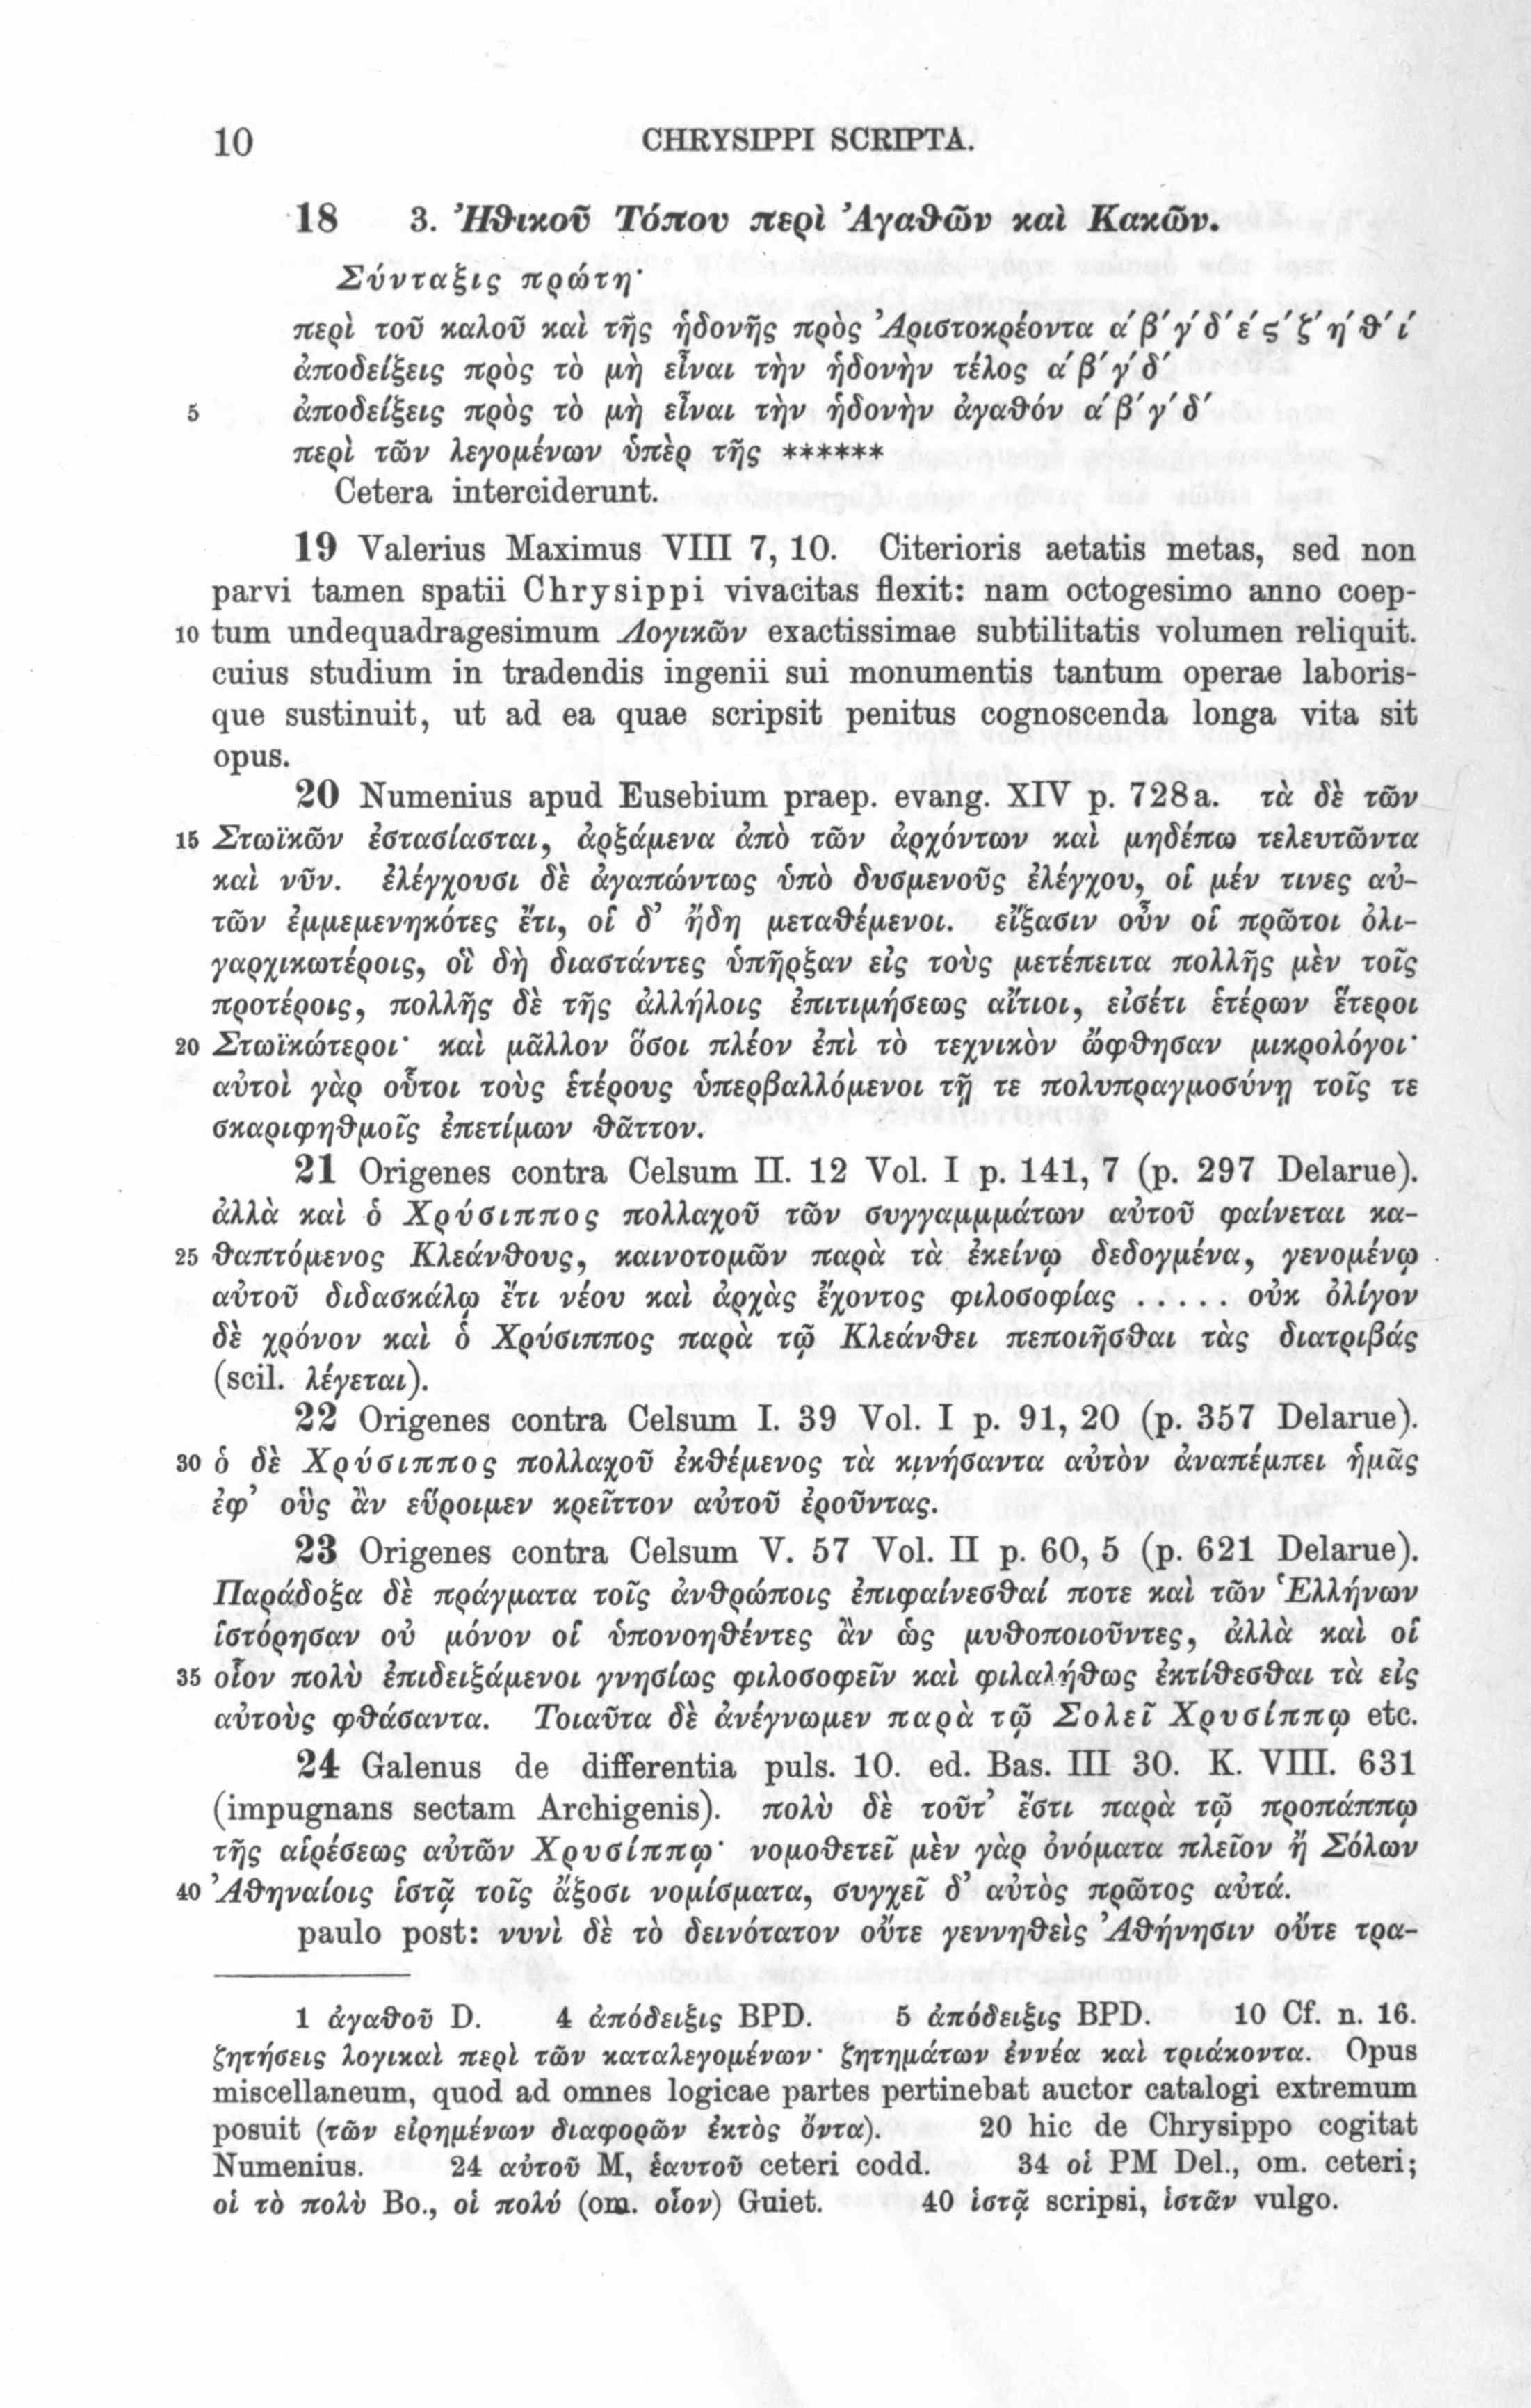 10 CHRYSIPPI SCRIPTA.
18 3. Ἠθικοῦ Τόπου περὶ Ἀγαθῶν καὶ Κακῶν.
Σύνταξις πρώτη·
περὶ τοῦ καλοῦ καὶ τῆς ἡδονῆς πρὸς Ἀριστοκρέοντα α′ β′ γ′ δ′ ε′ ς′ ζ′ η′ θ′ ι′
ἀποδείξεις πρὸς τὸ μὴ εἶναι τὴν ἡδονὴν τέλος α′ β′ γ′ δ′
5 ἀποδείξεις πρὸς τὸ μὴ εἶναι τὴν ἡδονὴν ἀγαθόν α′ β′ γ′ δ′
περὶ τῶν λεγομένων ὑπὲρ τῆς ******
Cetera interciderunt.
19 Valerius Maximus VIII 7, 10. Citerioris aetatis metas, sed non
parvi tamen spatii Chrysippi vivacitas flexit: nam octogesimo anno coep-
10 tum undequadragesimum Λογικῶν exactissimae subtilitatis volumen reliquit.
cuius studium in tradendis ingenii sui monumentis tantum operae laboris-
que sustinuit, ut ad ea quae scripsit penitus cognoscenda longa vita sit
opus.
20 Numenius apud Eusebium praep. evang. XIV p. 728a. τὰ δὲ τῶν
15 Στωϊκῶν ἐστασίασται, ἀρξάμενα ἀπὸ τῶν ἀρχόντων καὶ μηδέπω τελευτῶντα
καὶ νῦν. ἐλέγχουσι δὲ ἀγαπώντως ὑπὸ δυσμενοῦς ἐλέγχου, οἱ μέν τινες αὐ-
τῶν ἐμμεμενηκότες ἔτι, οἱ δ’ ἤδη μεταθέμενοι. εἴξασιν οὖν οἱ πρῶτοι ὀλι-
γαρχικωτέροις, οἳ δὴ διαστάντες ὑπῆρξαν εἰς τοὺς μετέπειτα πολλῆς μὲν τοῖς
προτέροις, πολλῆς δὲ τῆς ἀλλήλοις ἐπιτιμήσεως αἴτιοι, εἰσέτι ἑτέρων ἕτεροι
20 Στωϊκώτεροι· καὶ μᾶλλον ὅσοι πλέον ἐπὶ τὸ τεχνικὸν ὤφθησαν μικρολόγοι·
αὐτοὶ γὰρ οὗτοι τοὺς ἑτέρους ὑπερβαλλόμενοι τῇ τε πολυπραγμοσύνῃ τοῖς τε
σκαριφηθμοῖς ἐπετίμων θᾶττον.
21 Origenes contra Celsum II. 12 Vol. I p. 141, 7 (p. 297 Delarue).
ἀλλὰ καὶ ὁ Χρύσιππος πολλαχοῦ τῶν συγγαμμμάτων αὐτοῦ φαίνεται κα-
25 θαπτόμενος Κλεάνθους, καινοτομῶν παρὰ τὰ ἐκείνῳ δεδογμένα, γενομένῳ
αὐτοῦ διδασκάλῳ ἔτι νέου καὶ ἀρχὰς ἔχοντος φιλοσοφίας . . . . . οὐκ ὀλίγον
δὲ χρόνον καὶ ὁ Χρύσιππος παρὰ τῷ Κλεάνθει πεποιῆσθαι τὰς διατριβάς
(scil. λέγεται).
22 Origenes contra Celsum I. 39 Vol. I p. 91, 20 (p. 357 Delarue).
30 ὁ δὲ Χρύσιππος πολλαχοῦ ἐκθέμενος τὰ κινήσαντα αὐτὸν ἀναπέμπει ἡμᾶς
ἐφ’ οὓς ἂν εὕροιμεν κρεῖττον αὐτοῦ ἐροῦντας.
23 Origenes contra Celsum V. 57 Vol. II p. 60, 5 (p. 621 Delarue).
Παράδοξα δὲ πράγματα τοῖς ἀνθρώποις ἐπιφαίνεσθαί ποτε καὶ τῶν Ἑλλήνων
ἱστόρησαν οὐ μόνον οἱ ὑπονοηθέντες ἂν ὡς μυθοποιοῦντες, ἀλλὰ καὶ οἱ
35 οἷον πολὺ ἐπιδειξάμενοι γνησίως φιλοσοφεῖν καὶ φιλαλήθως ἐκτίθεσθαι τὰ εἰς
αὐτοὺς φθάσαντα. Τοιαῦτα δὲ ἀνέγνωμεν παρὰ τῷ Σολεῖ Χρυσίππῳ etc.
24 Galenus de differentia puls. 10. ed. Bas. III 30. K. VIII. 631
(impugnans sectam Archigenis). πολὺ δὲ τοῦτ’ ἔστι παρὰ τῷ προπάππῳ
τῆς αἱρέσεως αὐτῶν Χρυσίππῳ· νομοθετεῖ μὲν γὰρ ὀνόματα πλεῖον ἢ Σόλων
40 Ἀθηναίοις ἱστᾷ τοῖς ἄξοσι νομίσματα, συγχεῖ δ’ αὐτὸς πρῶτος αὐτά.
paulo post: νυνὶ δὲ τὸ δεινότατον οὔτε γεννηθεὶς Ἀθήνησιν οὔτε τρα-
1 ἀγαθοῦ D. 4 ἀπόδειξις BPD. 5 ἀπόδειξις BPD. 10 Cf. n. 16.
ζητήσεις λογικαὶ περὶ τῶν καταλεγομένων· ζητημάτων ἐννέα καὶ τριάκοντα. Opus
miscellaneum, quod ad omnes logicae partes pertinebat auctor catalogi extremum
posuit (τῶν εἰρημένων διαφορῶν ἐκτὸς ὄντα). 20 hic de Chrysippo cogitat
Numenius. 24 αὐτοῦ M, ἑαυτοῦ ceteri codd. 34 οἱ PM Del., om. ceteri;
οἱ τὸ πολὺ Bo., οἱ πολύ (om. οἷον) Guiet. 40 ἱστᾷ scripsi, ἱστᾶν vulgo.